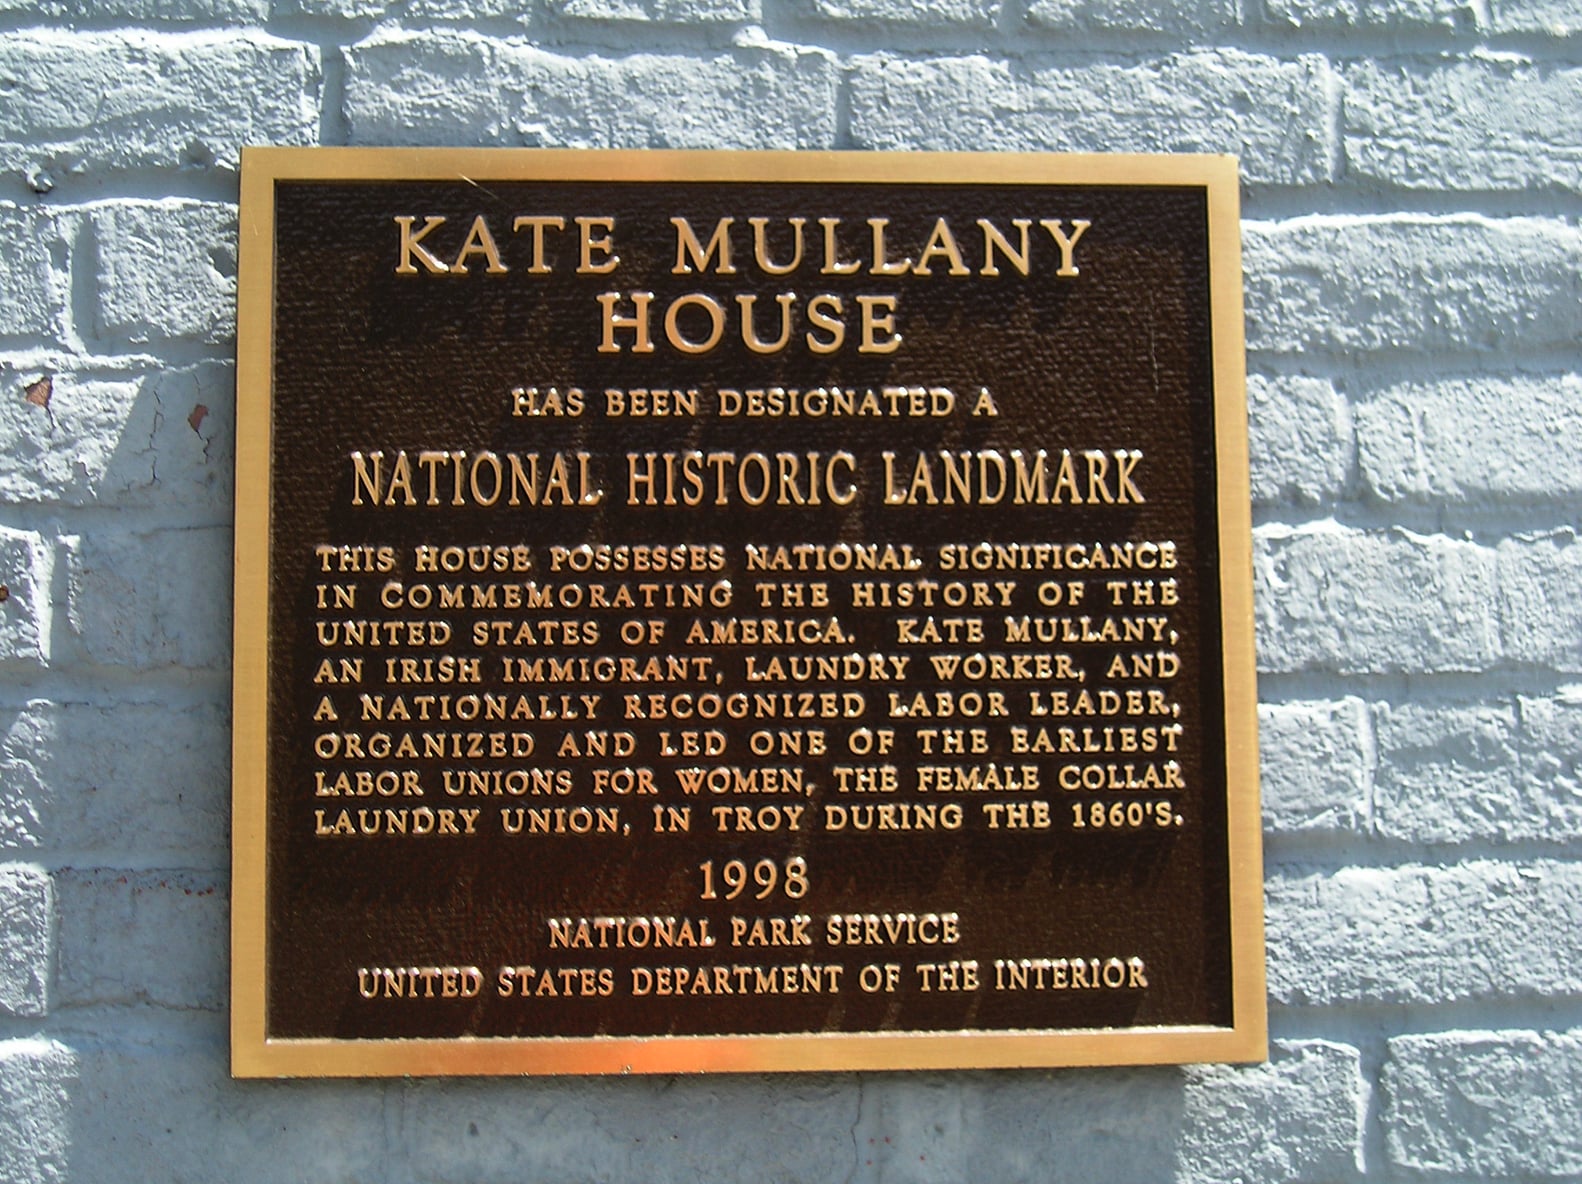 KATE MULLANY
HOUSE
HAS BEEN DESIGNATED A
NATIONAL HISTORIC LANDMARK
THIS HOUSE POSSESSES NATIONAL SIGNIFICANCE
IN COMMEMORATING THE HISTORY OF THE
UNITED STATES OF AMERICA. KATE MULLANY,
AN IRISH IMMIGRANT, LAUNDRY WORKER, AND
A NATIONALLY RECOGNIZED LABOR LEADER,
ORGANIZED AND LED ONE OF THE EARLIEST
LABOR UNIONS FOR WOMEN, THE FEMALE COLLAR
LAUNDRY UNION, IN TROY DURING THE 1860'S.
1998
NATIONAL PARK SERVICE
UNITED STATES DEPARTMENT OF THE INTERIOR